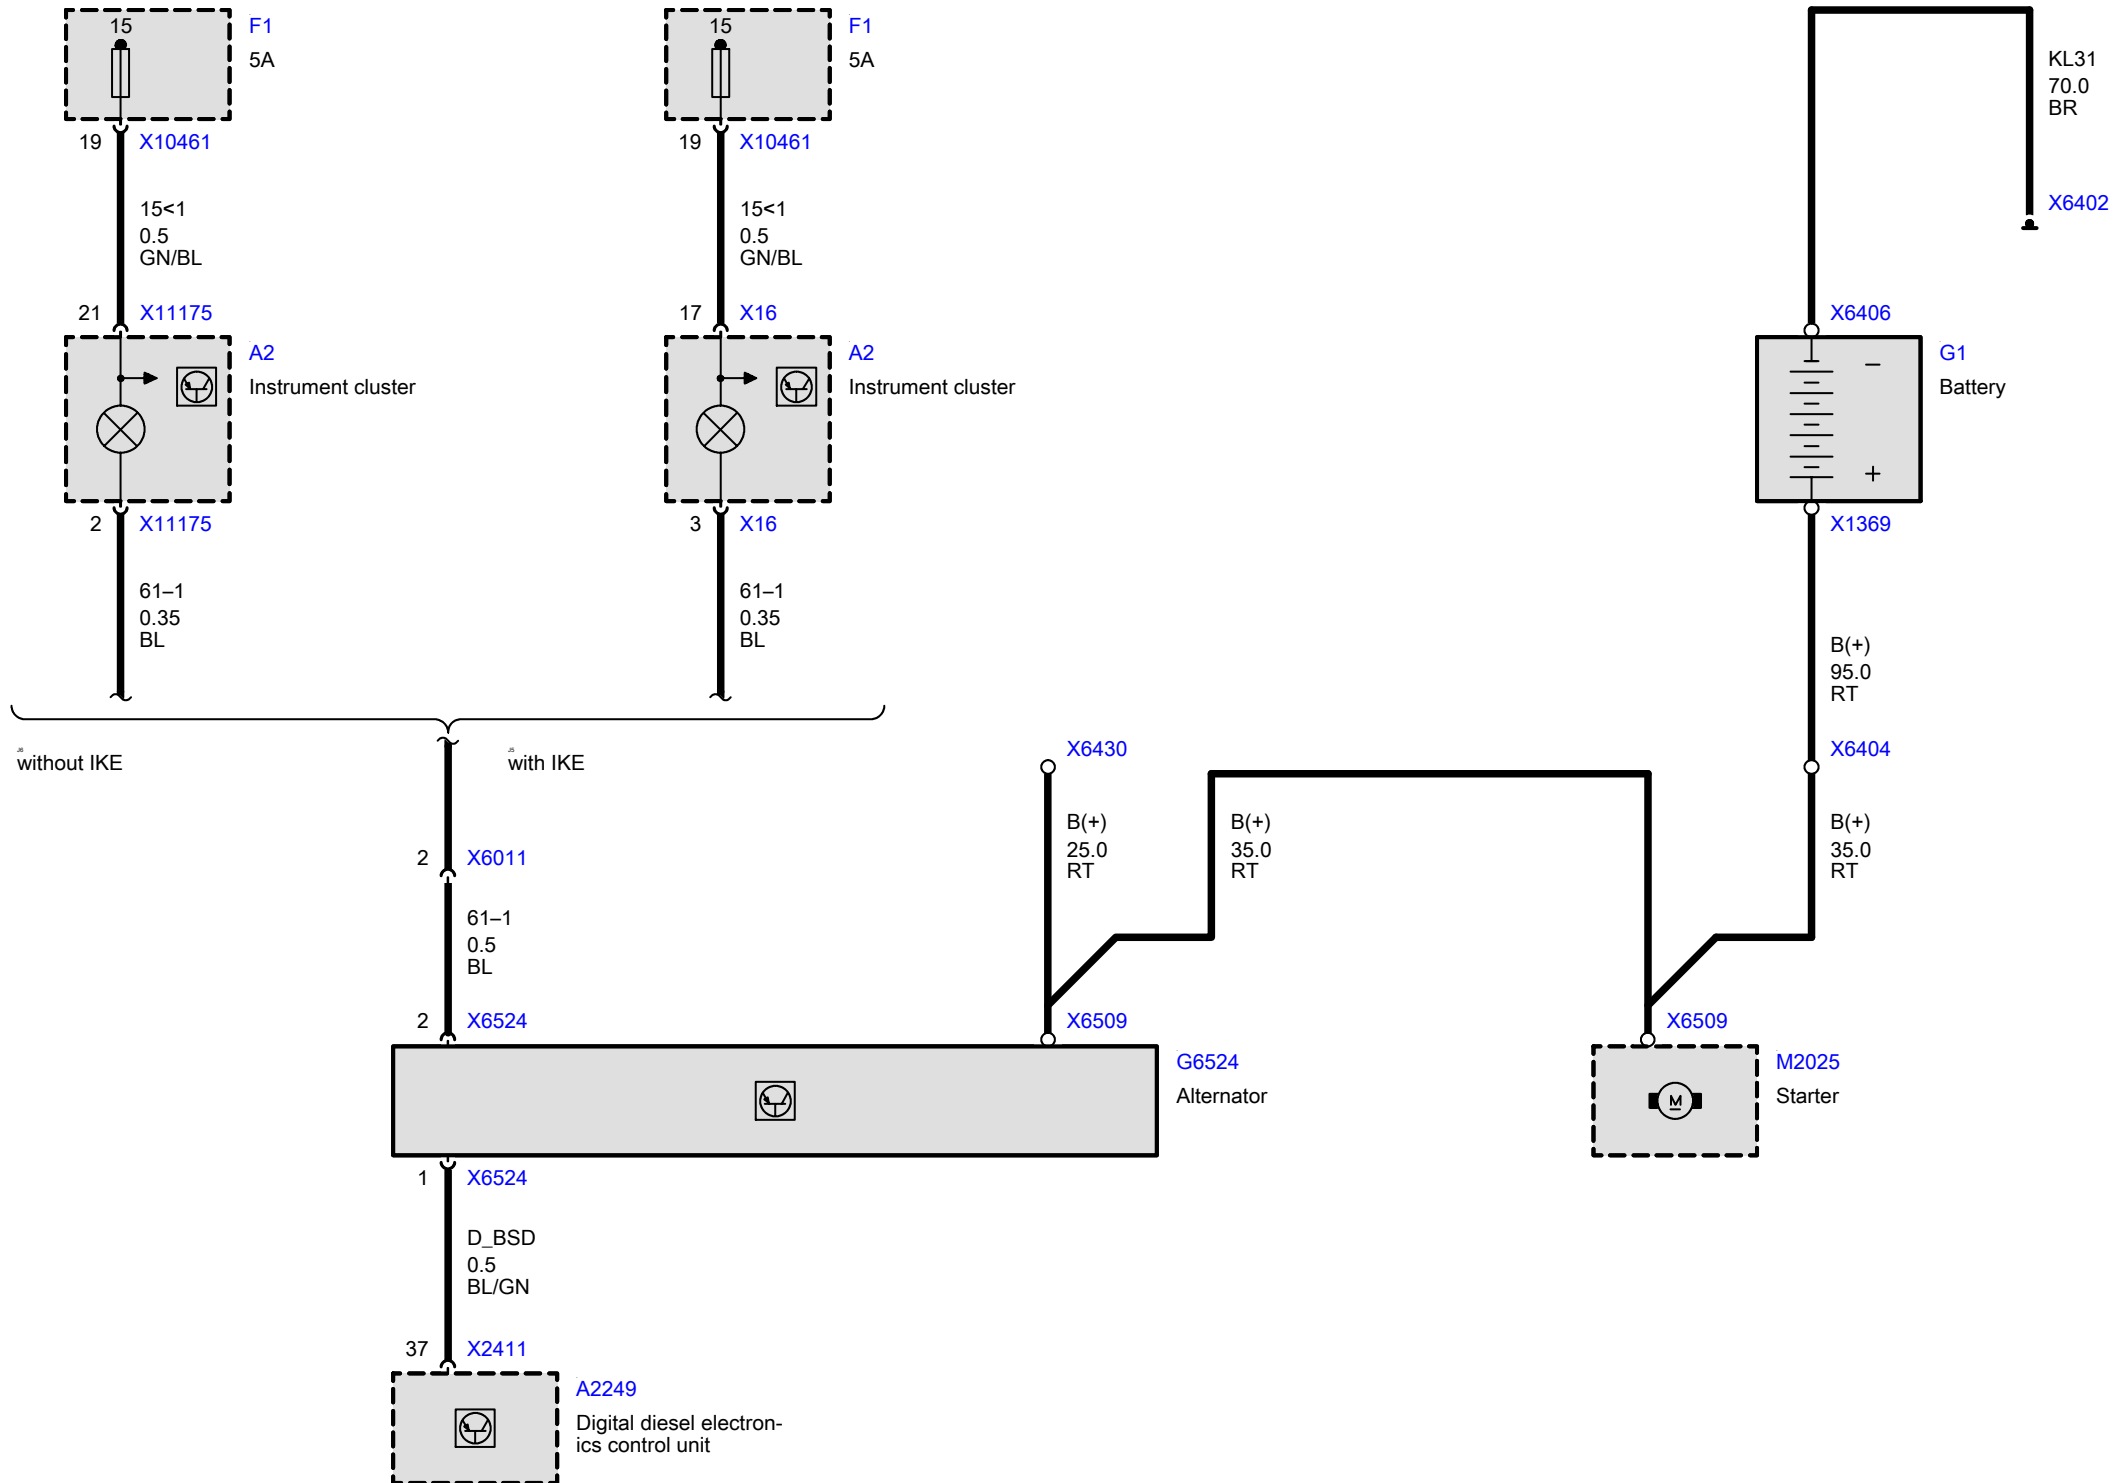 15
F1
5A
19
X10461
15<1
0.5
GN/BL
21
X11175
A2
Instrument cluster
2
X11175
61–1
0.35
BL
15
F1
5A
19
X10461
15<1
0.5
GN/BL
17
X16
A2
Instrument cluster
3
X16
61–1
0.35
BL
KL31
70.0
BR
X6402
X6406
G1
Battery
–
+
X1369
B(+)
95.0
RT
X6404
B(+)
35.0
RT
without IKE
with IKE
2
X6011
61–1
0.5
BL
2
X6524
X6430
B(+)
25.0
RT
B(+)
35.0
RT
X6509
G6524
Alternator
X6509
M2025
M
Starter
1
X6524
D_BSD
0.5
BL/GN
37
X2411
A2249
Digital diesel electron-
ics control unit